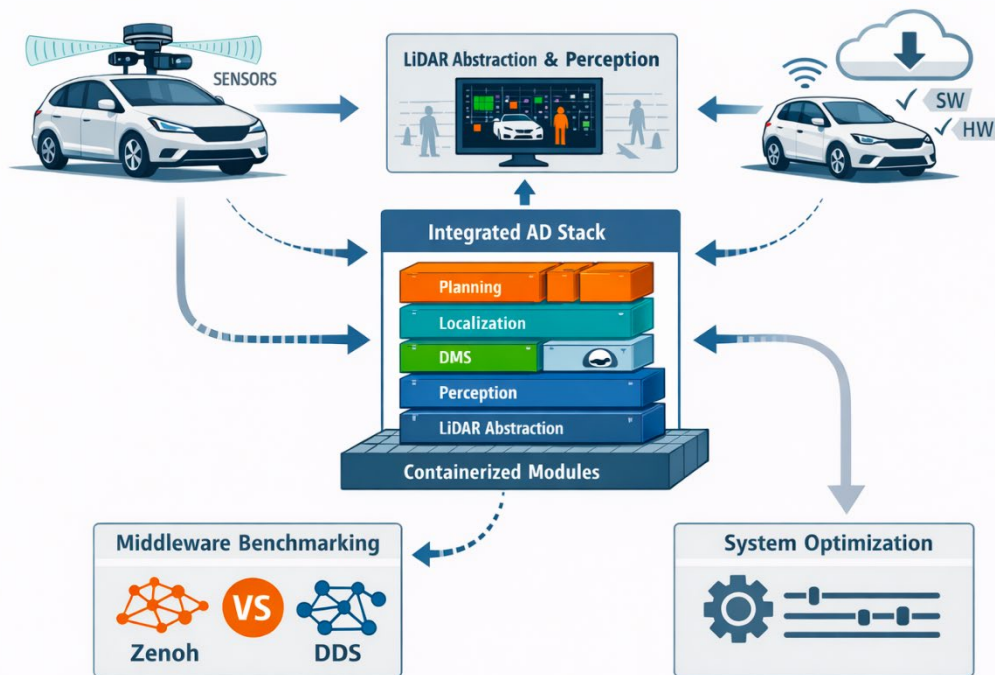 SENSORS
LiDAR Abstraction & Perception
SW
HW
Integrated AD Stack
Planning
Localization
DMS
Perception
LiDAR Abstraction
Containerized Modules
Middleware Benchmarking
VS
Zenoh
DDS
System Optimization